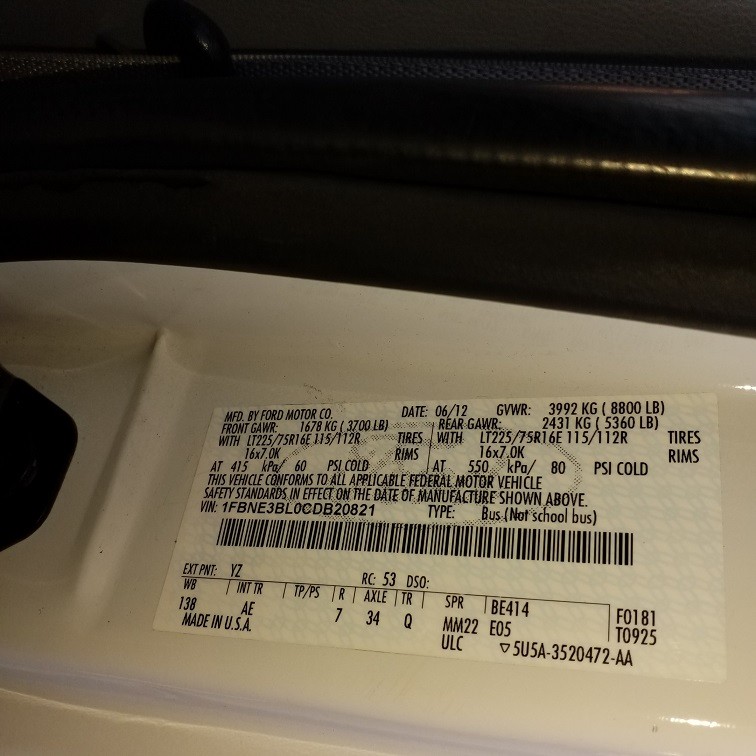 MFD. BY FORD MOTOR CO. DATE: 06/12 GVWR: 3992 KG ( 8800 LB)
FRONT GAWR: 1678 KG ( 3700 LB) REAR GAWR: 2431 KG ( 5360 LB)
WITH LT225/75R16E 115/112R TIRES WITH LT225/75R16E 115/112R TIRES
16x7.0K RIMS 16x7.0K RIMS
AT 415 kPa/ 60 PSI COLD AT 550 kPa/ 80 PSI COLD
THIS VEHICLE CONFORMS TO ALL APPLICABLE FEDERAL MOTOR VEHICLE
SAFETY STANDARDS IN EFFECT ON THE DATE OF MANUFACTURE SHOWN ABOVE.
VIN: 1FBNE3BL0CDB20821 TYPE: Bus (Not school bus)
EXT PNT: YZ RC: 53 DSO:
WB INT TR TP/PS R AXLE TR SPR BE414 F0181
138 AE 7 34 Q MM22 E05 T0925
MADE IN U.S.A. ULC ▽5U5A-3520472-AA